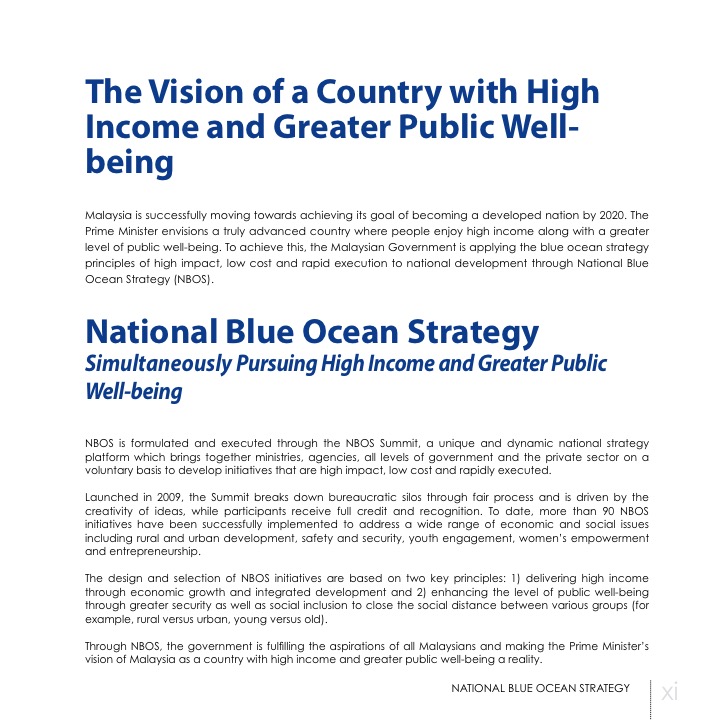 The Vision of a Country with High
Income and Greater Public Well-
being
Malaysia is successfully moving towards achieving its goal of becoming a developed nation by 2020. The
Prime Minister envisions a truly advanced country where people enjoy high income along with a greater
level of public well-being. To achieve this, the Malaysian Government is applying the blue ocean strategy
principles of high impact, low cost and rapid execution to national development through National Blue
Ocean Strategy (NBOS).
National Blue Ocean Strategy
Simultaneously Pursuing High Income and Greater Public
Well-being
NBOS is formulated and executed through the NBOS Summit, a unique and dynamic national strategy
platform which brings together ministries, agencies, all levels of government and the private sector on a
voluntary basis to develop initiatives that are high impact, low cost and rapidly executed.
Launched in 2009, the Summit breaks down bureaucratic silos through fair process and is driven by the
creativity of ideas, while participants receive full credit and recognition. To date, more than 90 NBOS
initiatives have been successfully implemented to address a wide range of economic and social issues
including rural and urban development, safety and security, youth engagement, women’s empowerment
and entrepreneurship.
The design and selection of NBOS initiatives are based on two key principles: 1) delivering high income
through economic growth and integrated development and 2) enhancing the level of public well-being
through greater security as well as social inclusion to close the social distance between various groups (for
example, rural versus urban, young versus old).
Through NBOS, the government is fulfilling the aspirations of all Malaysians and making the Prime Minister’s
vision of Malaysia as a country with high income and greater public well-being a reality.
NATIONAL BLUE OCEAN STRATEGY
xi